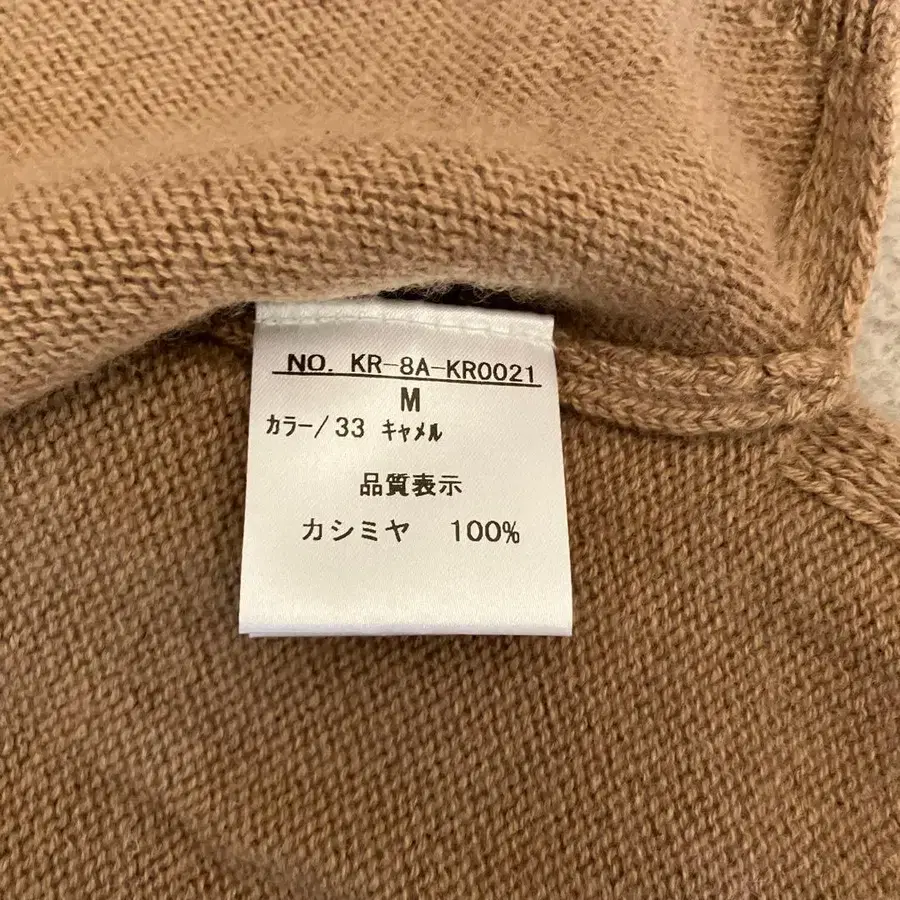 NO. KR-8A-KR0021
M
ｶﾗｰ/33 ｷｬﾒﾙ
品質表示
カシミヤ 100%